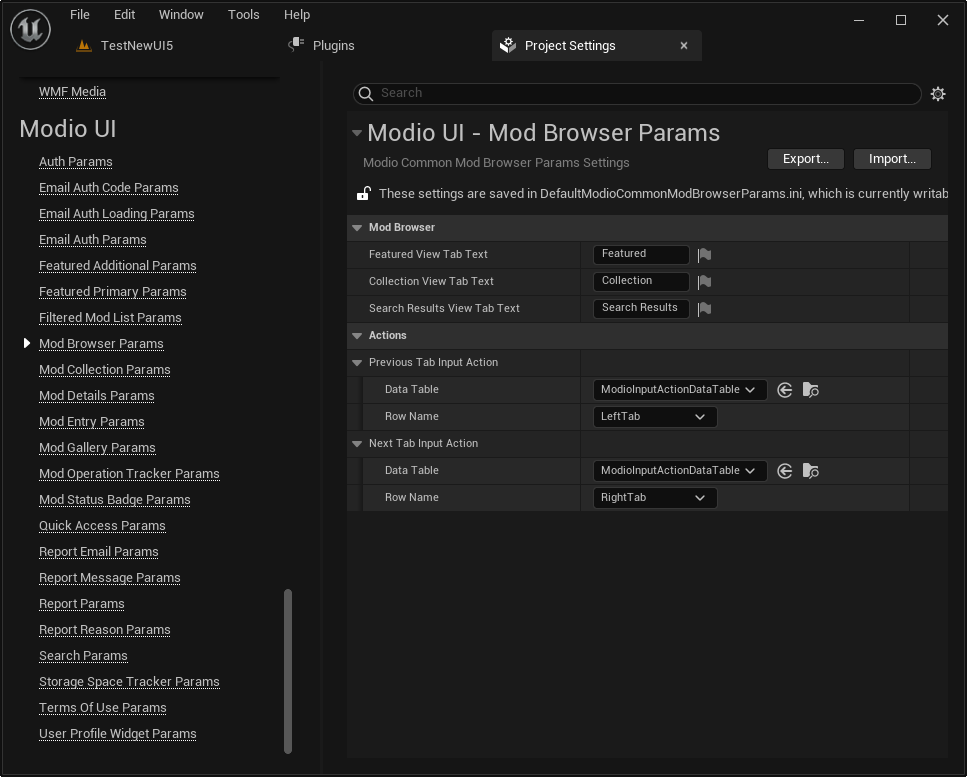 File Edit Window Tools Help
TestNewUI5 Plugins Project Settings
WMF Media
Modio UI
Auth Params
Email Auth Code Params
Email Auth Loading Params
Email Auth Params
Featured Additional Params
Featured Primary Params
Filtered Mod List Params
Mod Browser Params
Mod Collection Params
Mod Details Params
Mod Entry Params
Mod Gallery Params
Mod Operation Tracker Params
Mod Status Badge Params
Quick Access Params
Report Email Params
Report Message Params
Report Params
Report Reason Params
Search Params
Storage Space Tracker Params
Terms Of Use Params
User Profile Widget Params
Search
Modio UI - Mod Browser Params
Modio Common Mod Browser Params Settings
Export... Import...
These settings are saved in DefaultModioCommonModBrowserParams.ini, which is currently writab
Mod Browser
Featured View Tab Text Featured
Collection View Tab Text Collection
Search Results View Tab Text Search Results
Actions
Previous Tab Input Action
Data Table ModioInputActionDataTable
Row Name LeftTab
Next Tab Input Action
Data Table ModioInputActionDataTable
Row Name RightTab